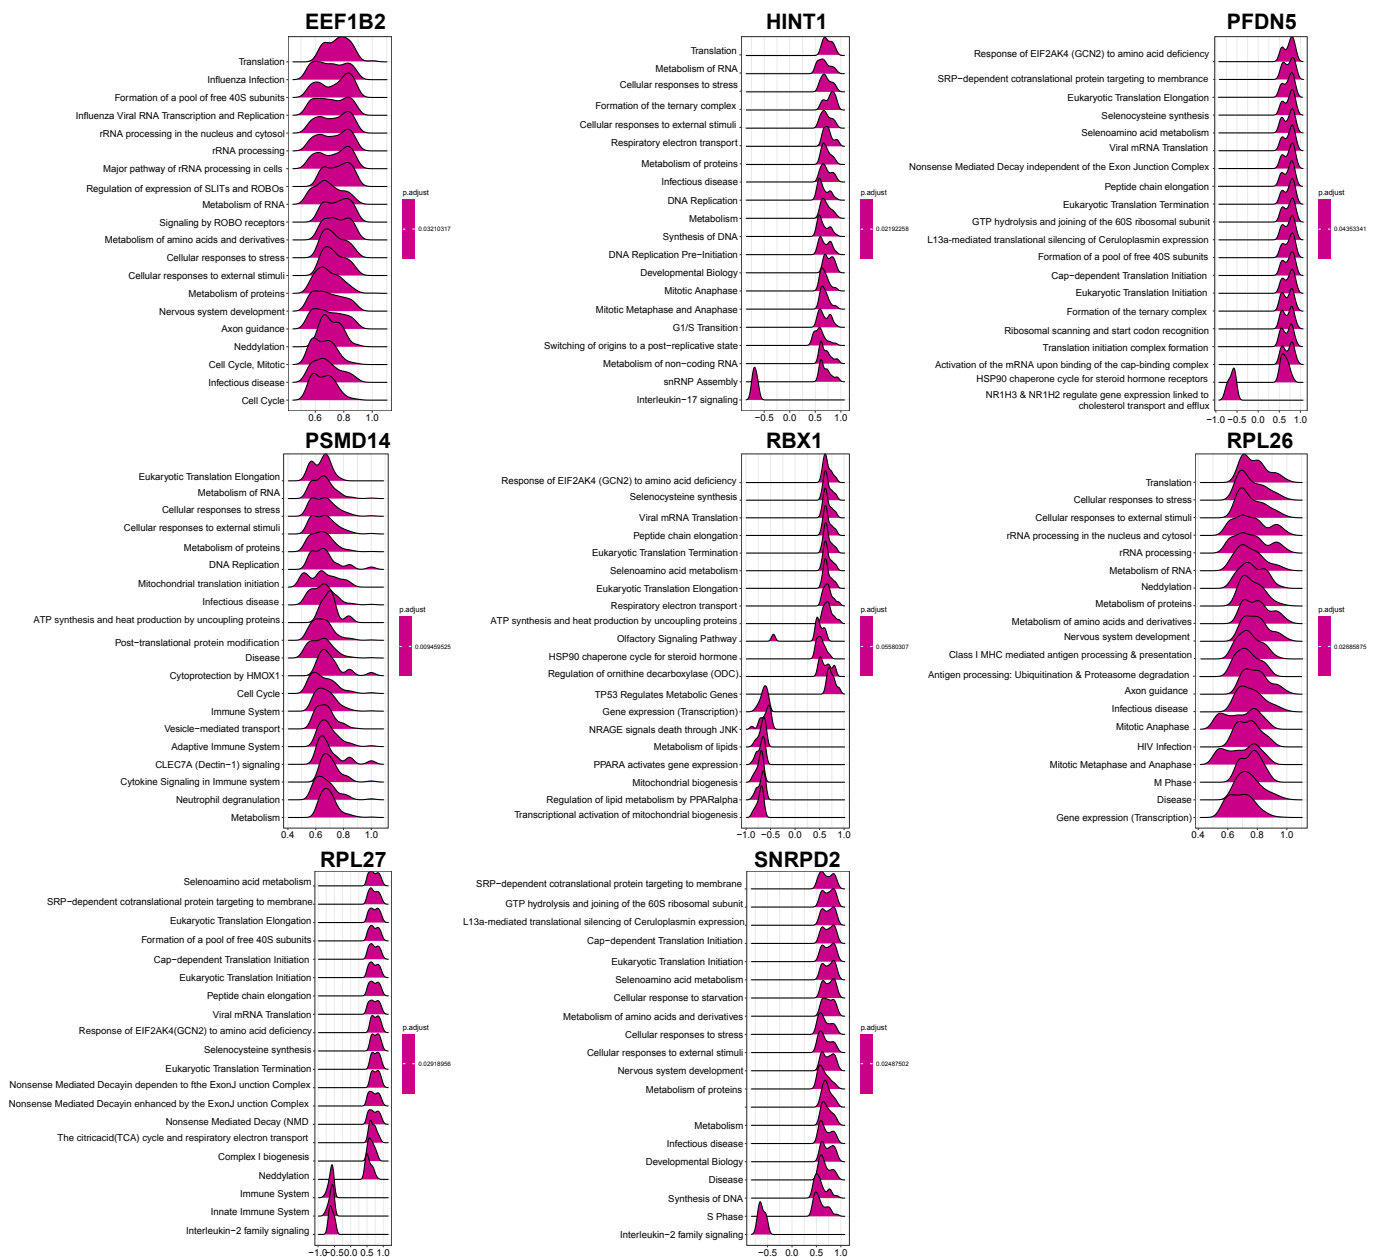 EEF1B2
Translation
Influenza Infection
Formation of a pool of free 40S subunits
Influenza Viral RNA Transcription and Replication
rRNA processing in the nucleus and cytosol
rRNA processing
Major pathway of rRNA processing in cells
Regulation of expression of SLITs and ROBOs
Metabolism of RNA
Signaling by ROBO receptors
Metabolism of amino acids and derivatives
Cellular responses to stress
Cellular responses to external stimuli
Metabolism of proteins
Nervous system development
Axon guidance
Neddylation
Cell Cycle, Mitotic
Infectious disease
Cell Cycle
0.6 0.8 1.0
p.adjust
0.03210317
HINT1
Translation
Metabolism of RNA
Cellular responses to stress
Formation of the ternary complex
Cellular responses to external stimuli
Respiratory electron transport
Metabolism of proteins
Infectious disease
DNA Replication
Metabolism
Synthesis of DNA
DNA Replication Pre-Initiation
Developmental Biology
Mitotic Anaphase
Mitotic Metaphase and Anaphase
G1/S Transition
Switching of origins to a post-replicative state
Metabolism of non-coding RNA
snRNP Assembly
Interleukin-17 signaling
−0.5 0.0 0.5 1.0
p.adjust
0.02192258
PFDN5
Response of EIF2AK4 (GCN2) to amino acid deficiency
SRP-dependent cotranslational protein targeting to membrane
Eukaryotic Translation Elongation
Selenocysteine synthesis
Selenoamino acid metabolism
Viral mRNA Translation
Nonsense Mediated Decay independent of the Exon Junction Complex
Peptide chain elongation
Eukaryotic Translation Termination
GTP hydrolysis and joining of the 60S ribosomal subunit
L13a-mediated translational silencing of Ceruloplasmin expression
Formation of a pool of free 40S subunits
Cap-dependent Translation Initiation
Eukaryotic Translation Initiation
Formation of the ternary complex
Ribosomal scanning and start codon recognition
Translation initiation complex formation
Activation of the mRNA upon binding of the cap-binding complex
HSP90 chaperone cycle for steroid hormone receptors
NR1H3 & NR1H2 regulate gene expression linked to
cholesterol transport and efflux
−1.0 −0.5 0.0 0.5 1.0
p.adjust
0.04353341
PSMD14
Eukaryotic Translation Elongation
Metabolism of RNA
Cellular responses to stress
Cellular responses to external stimuli
Metabolism of proteins
DNA Replication
Mitochondrial translation initiation
Infectious disease
ATP synthesis and heat production by uncoupling proteins
Post−translational protein modification
Disease
Cytoprotection by HMOX1
Cell Cycle
Immune System
Vesicle−mediated transport
Adaptive Immune System
CLEC7A (Dectin−1) signaling
Cytokine Signaling in Immune system
Neutrophil degranulation
Metabolism
0.4 0.6 0.8 1.0
p.adjust
0.009459525
RBX1
Response of EIF2AK4 (GCN2) to amino acid deficiency
Selenocysteine synthesis
Viral mRNA Translation
Peptide chain elongation
Eukaryotic Translation Termination
Selenoamino acid metabolism
Eukaryotic Translation Elongation
Respiratory electron transport
ATP synthesis and heat production by uncoupling proteins
Olfactory Signaling Pathway
HSP90 chaperone cycle for steroid hormone
Regulation of ornithine decarboxylase (ODC)
TP53 Regulates Metabolic Genes
Gene expression (Transcription)
NRAGE signals death through JNK
Metabolism of lipids
PPARA activates gene expression
Mitochondrial biogenesis
Regulation of lipid metabolism by PPARalpha
Transcriptional activation of mitochondrial biogenesis
−1.0 −0.5 0.0 0.5 1.0
p.adjust
0.05580307
RPL26
Translation
Cellular responses to stress
Cellular responses to external stimuli
rRNA processing in the nucleus and cytosol
rRNA processing
Metabolism of RNA
Neddylation
Metabolism of proteins
Metabolism of amino acids and derivatives
Nervous system development
Class I MHC mediated antigen processing & presentation
Antigen processing: Ubiquitination & Proteasome degradation
Axon guidance
Infectious disease
Mitotic Anaphase
HIV Infection
Mitotic Metaphase and Anaphase
M Phase
Disease
Gene expression (Transcription)
0.4 0.6 0.8 1.0
p.adjust
0.02685875
RPL27
Selenoamino acid metabolism
SRP-dependent cotranslational protein targeting to membrane
Eukaryotic Translation Elongation
Formation of a pool of free 40S subunits
Cap-dependent Translation Initiation
Eukaryotic Translation Initiation
Peptide chain elongation
Viral mRNA Translation
Response of EIF2AK4(GCN2) to amino acid deficiency
Selenocysteine synthesis
Eukaryotic Translation Termination
Nonsense Mediated Decayin dependen to fthe ExonJ unction Complex
Nonsense Mediated Decayin enhanced by the ExonJ unction Complex
Nonsense Mediated Decay (NMD
The citricacid(TCA) cycle and respiratory electron transport
Complex I biogenesis
Neddylation
Immune System
Innate Immune System
Interleukin−2 family signaling
−1.0−0.50.0 0.5 1.0
p.adjust
0.02918956
SNRPD2
SRP-dependent cotranslational protein targeting to membrane
GTP hydrolysis and joining of the 60S ribosomal subunit
L13a-mediated translational silencing of Ceruloplasmin expression
Cap-dependent Translation Initiation
Eukaryotic Translation Initiation
Selenoamino acid metabolism
Cellular response to starvation
Metabolism of amino acids and derivatives
Cellular responses to stress
Cellular responses to external stimuli
Nervous system development
Metabolism of proteins
Metabolism
Infectious disease
Developmental Biology
Disease
Synthesis of DNA
S Phase
Interleukin−2 family signaling
−0.5 0.0 0.5 1.0
p.adjust
0.02487502